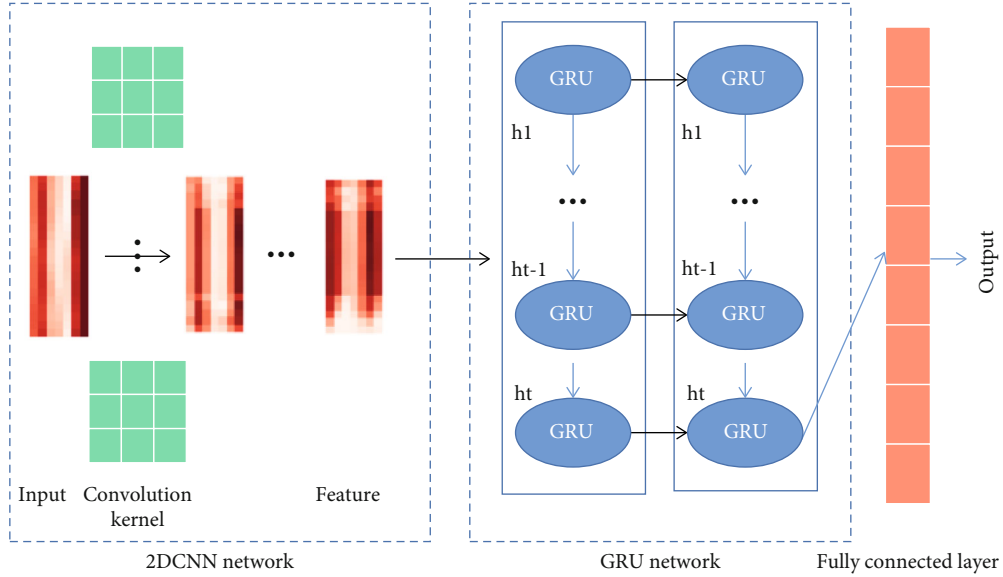 GRU
GRU
h1
h1
...
...
...
ht-1
ht-1
GRU
GRU
ht
ht
GRU
GRU
Output
Input
Convolution
kernel
Feature
2DCNN network
GRU network
Fully connected layer